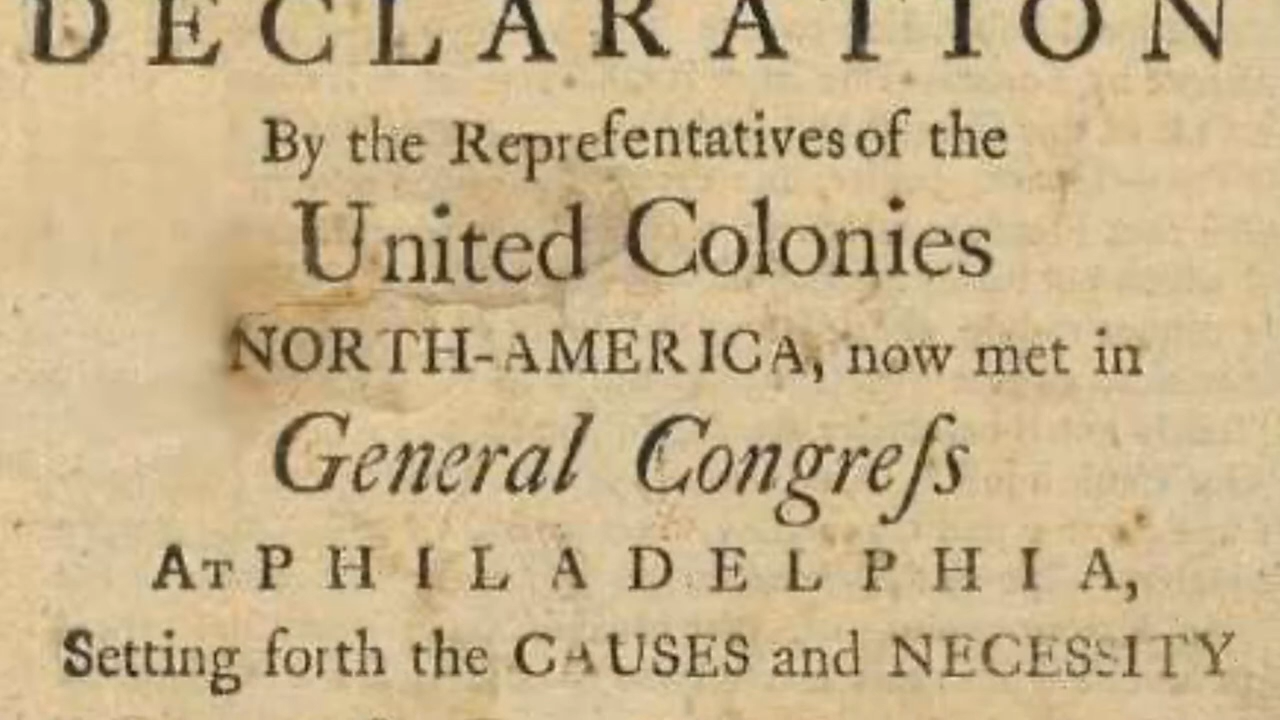 DECLARATION
By the Repreſentatives of the
United Colonies
NORTH-AMERICA, now met in
General Congreſs
AT PHILADELPHIA,
Setting forth the CAUSES and NECESSITY